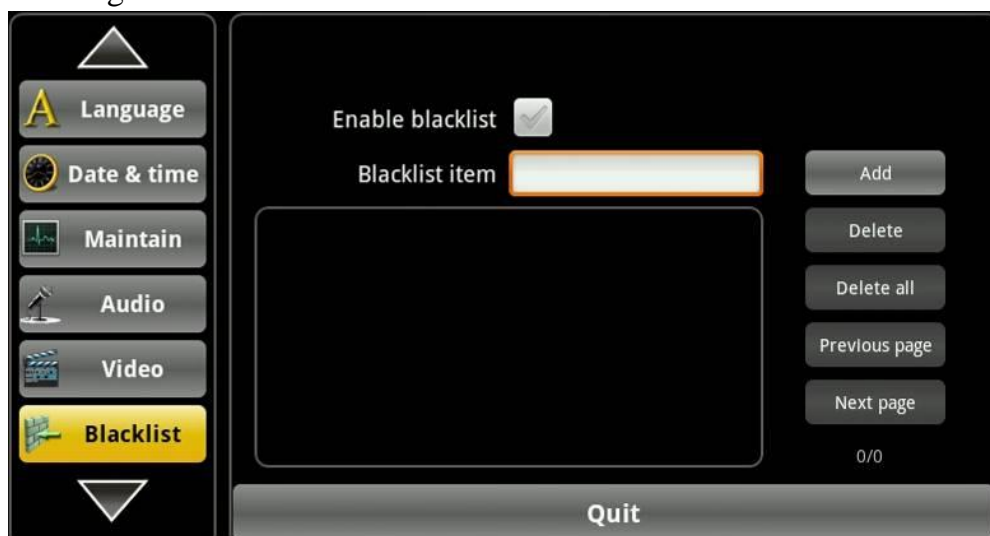 Language
Date & time
Maintain
Audio
Video
Blacklist
Enable blacklist
Blacklist item
Add
Delete
Delete all
Previous page
Next page
0/0
Quit